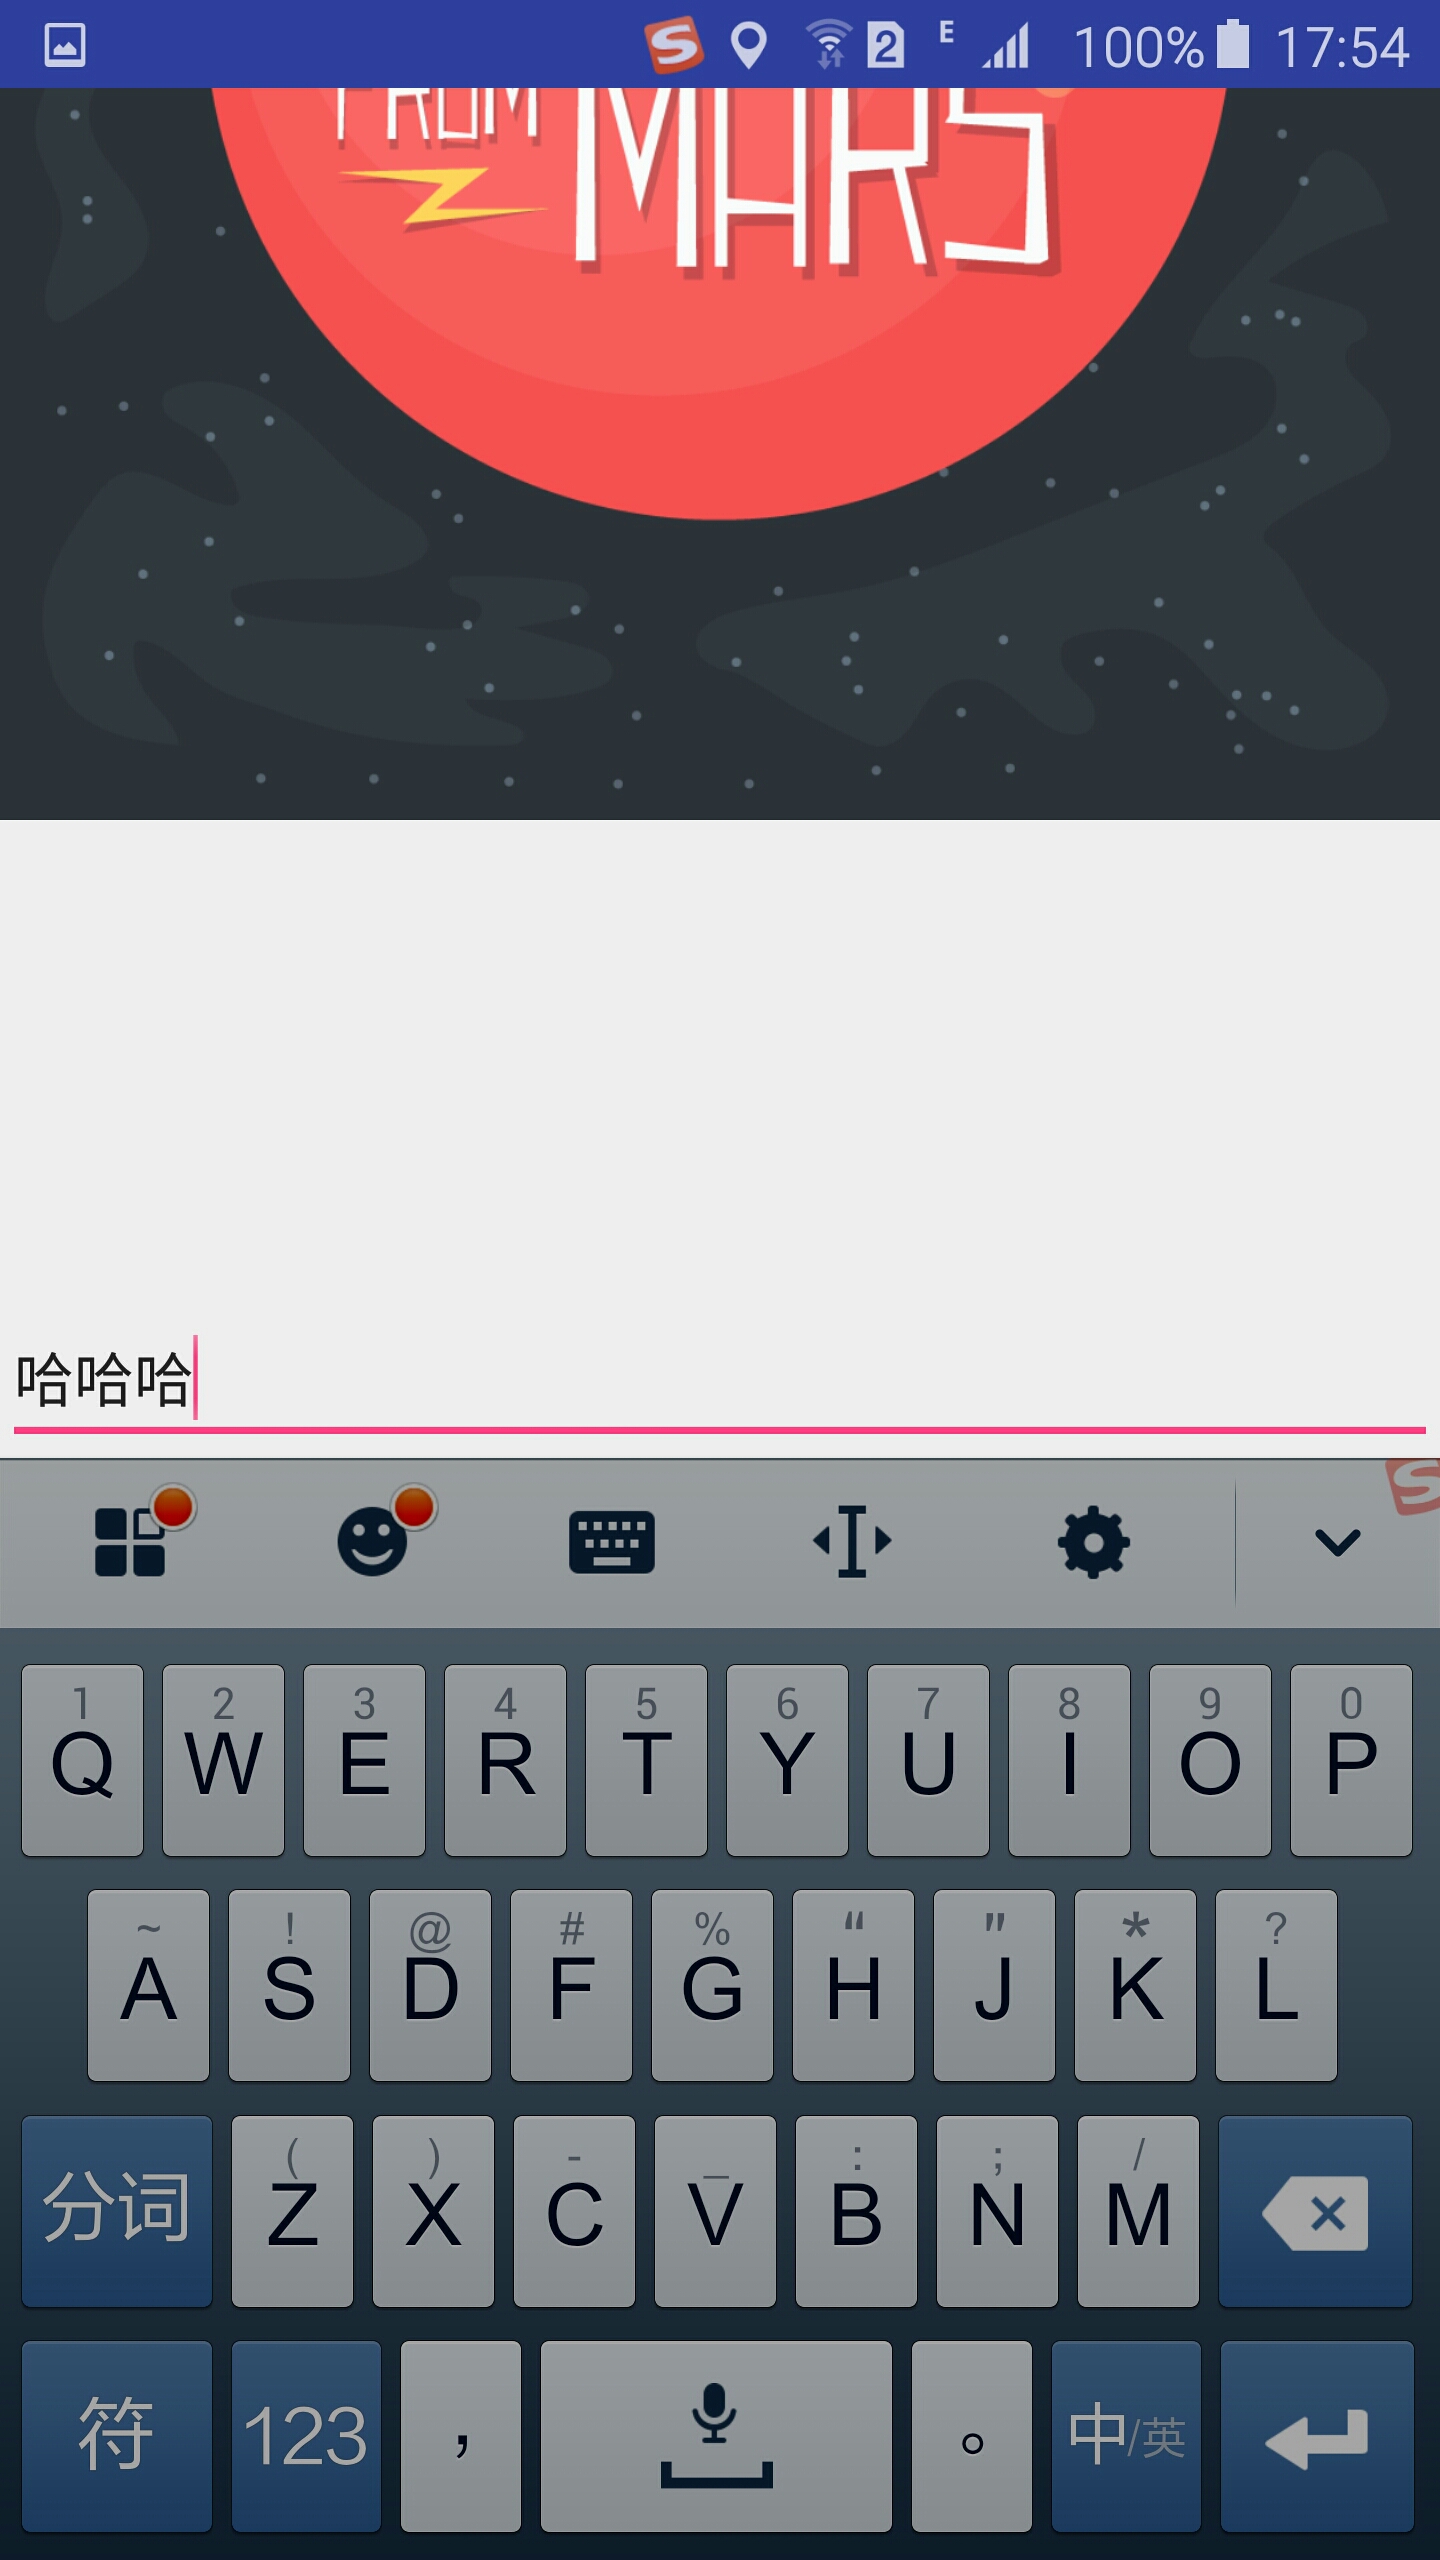 2 E 100% 17:54
FROM MARS
哈哈哈
1 2 3 4 5 6 7 8 9 0
Q W E R T Y U I O P
~ ! @ # % “ ” * ?
A S D F G H J K L
( ) - _ : ; /
分词 Z X C V B N M
符 123 , 。 中/英